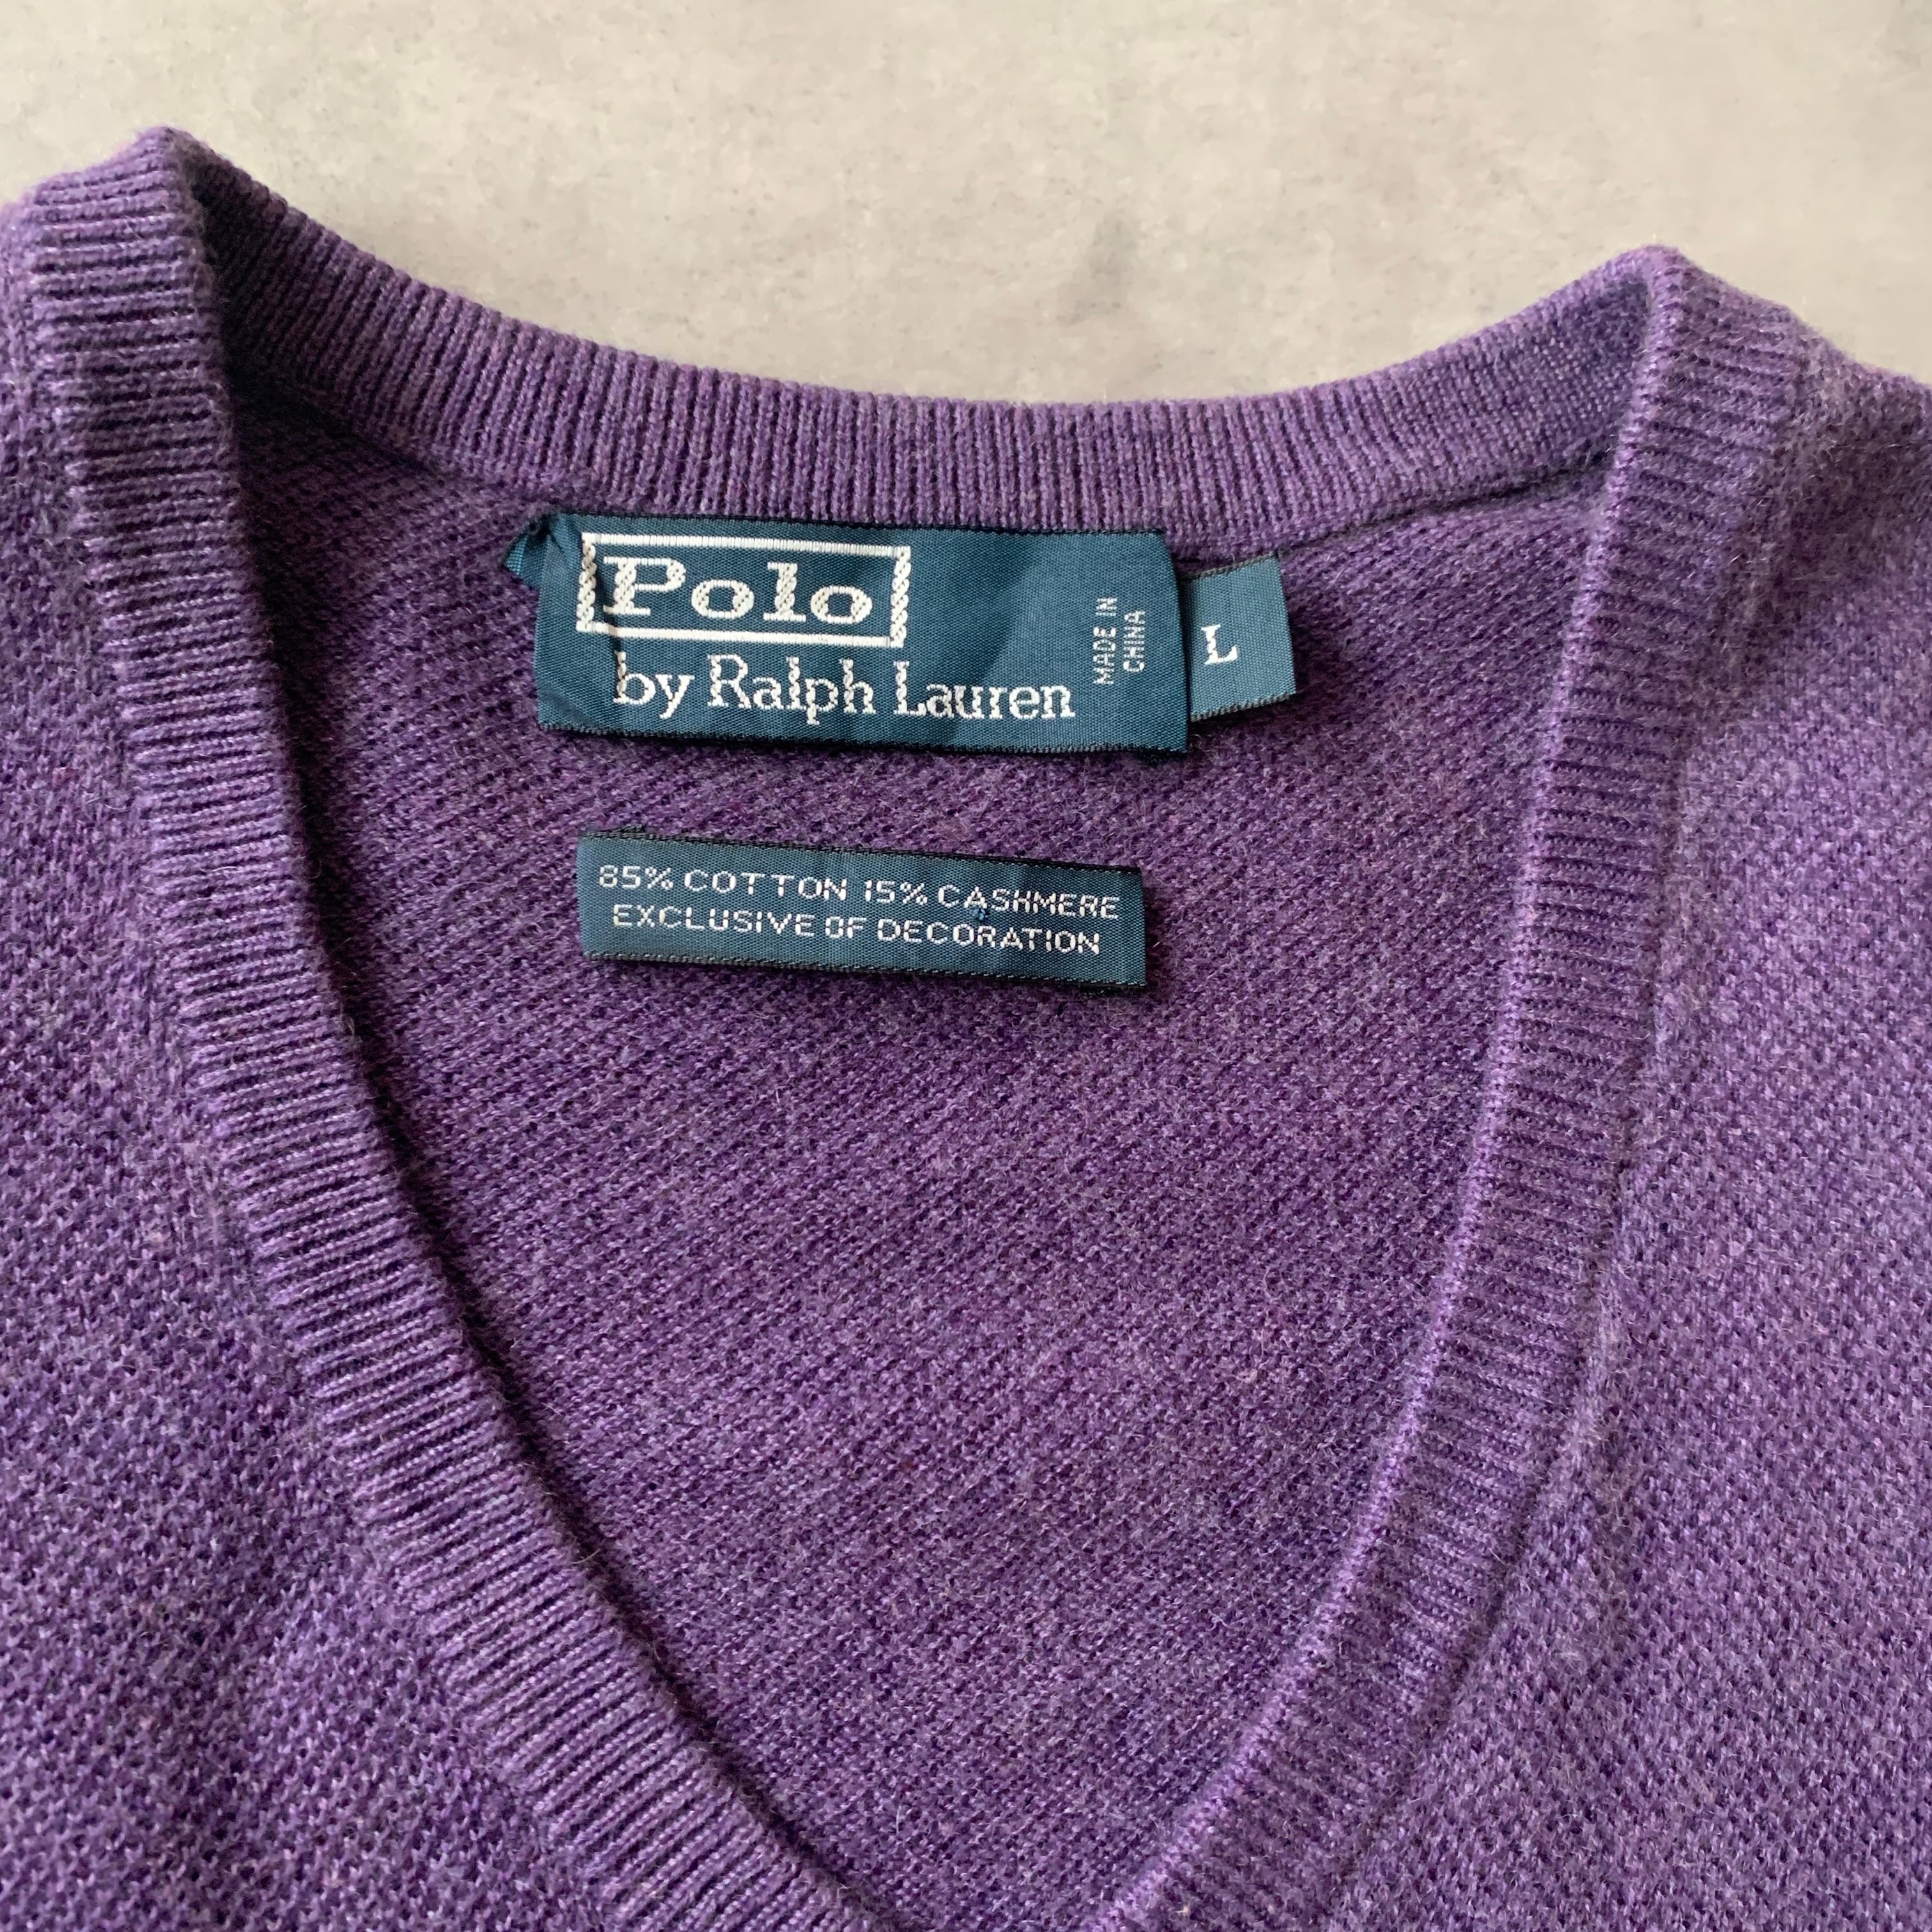 Polo
by Ralph Lauren
MADE IN
CHINA
L
85% COTTON 15% CASHMERE
EXCLUSIVE OF DECORATION